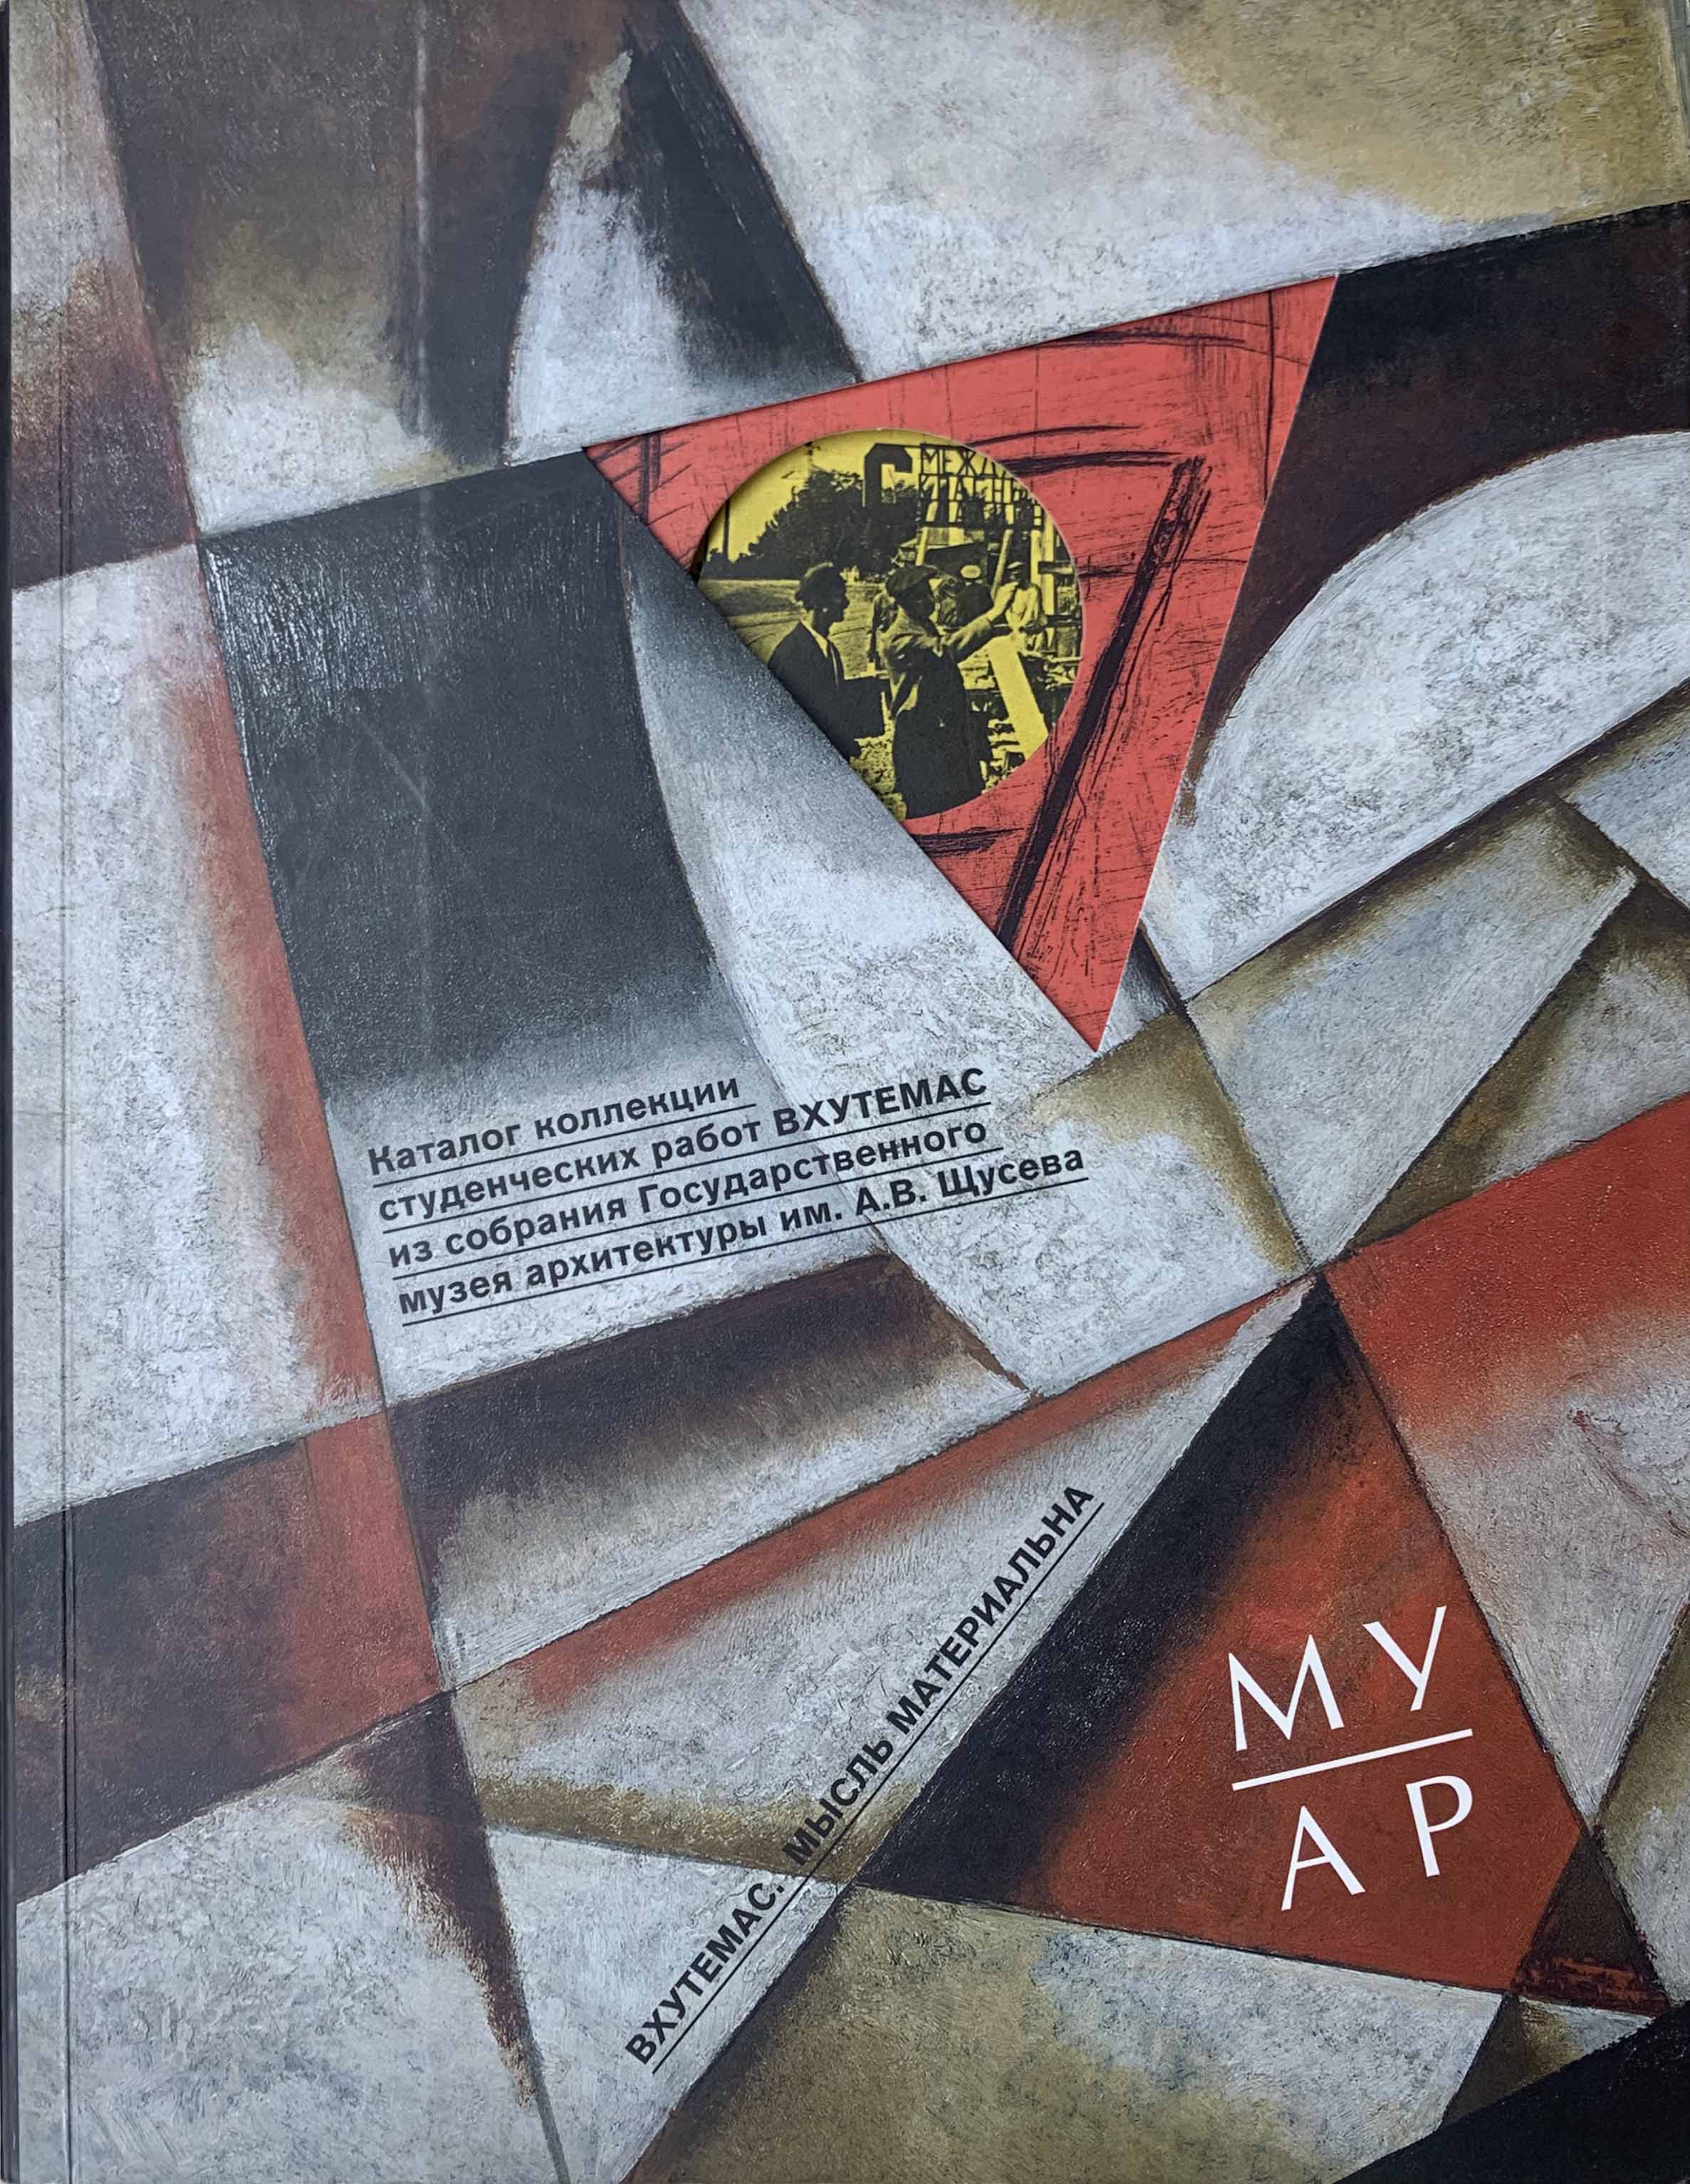 Каталог коллекции
студенческих работ ВХУТЕМАС
из собрания Государственного
музея архитектуры им. А.В. Щусева
ВХУТЕМАС. МЫСЛЬ МАТЕРИАЛЬНА
МУ
АР